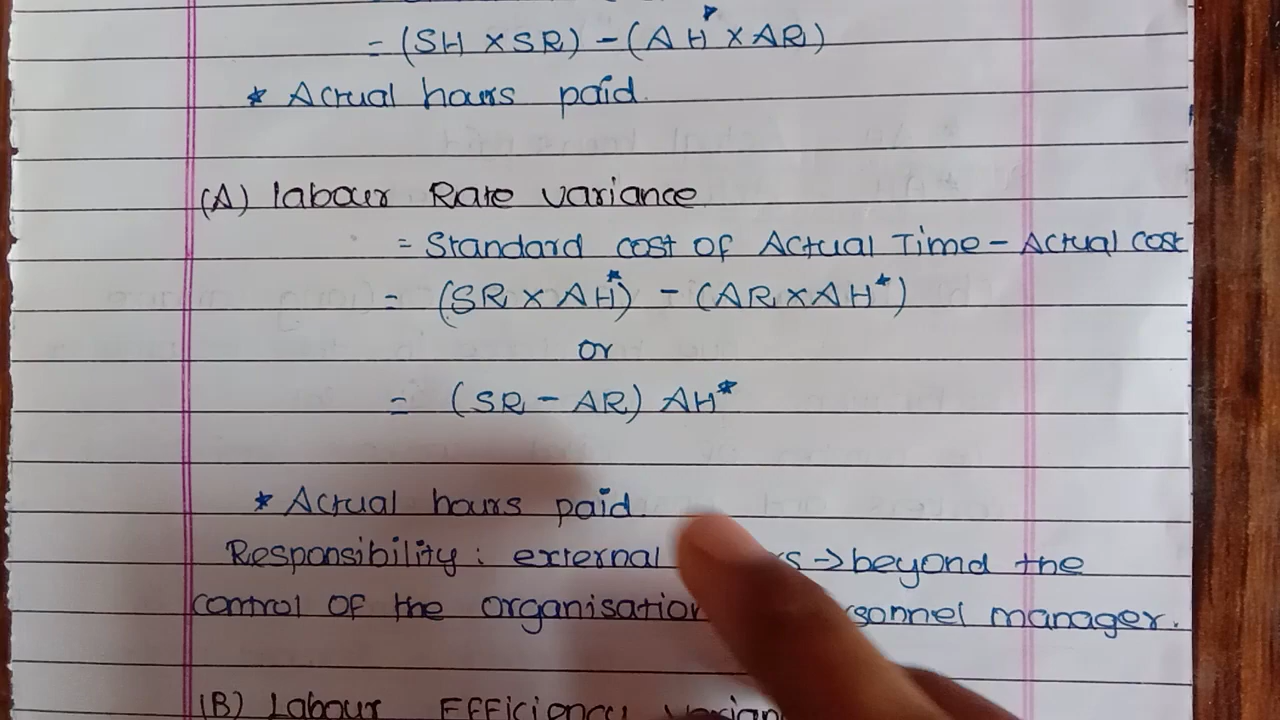 = (SH × SR) - (AH* × AR)
* Actual hours paid.
(A) Labour Rate variance
= Standard cost of Actual Time - Actual cost
= (SR × AH*) - (AR × AH*)
or
= (SR - AR) AH*
* Actual hours paid.
Responsibility : external → beyond the
control of the organisation manager.
(B) Labour Efficiency